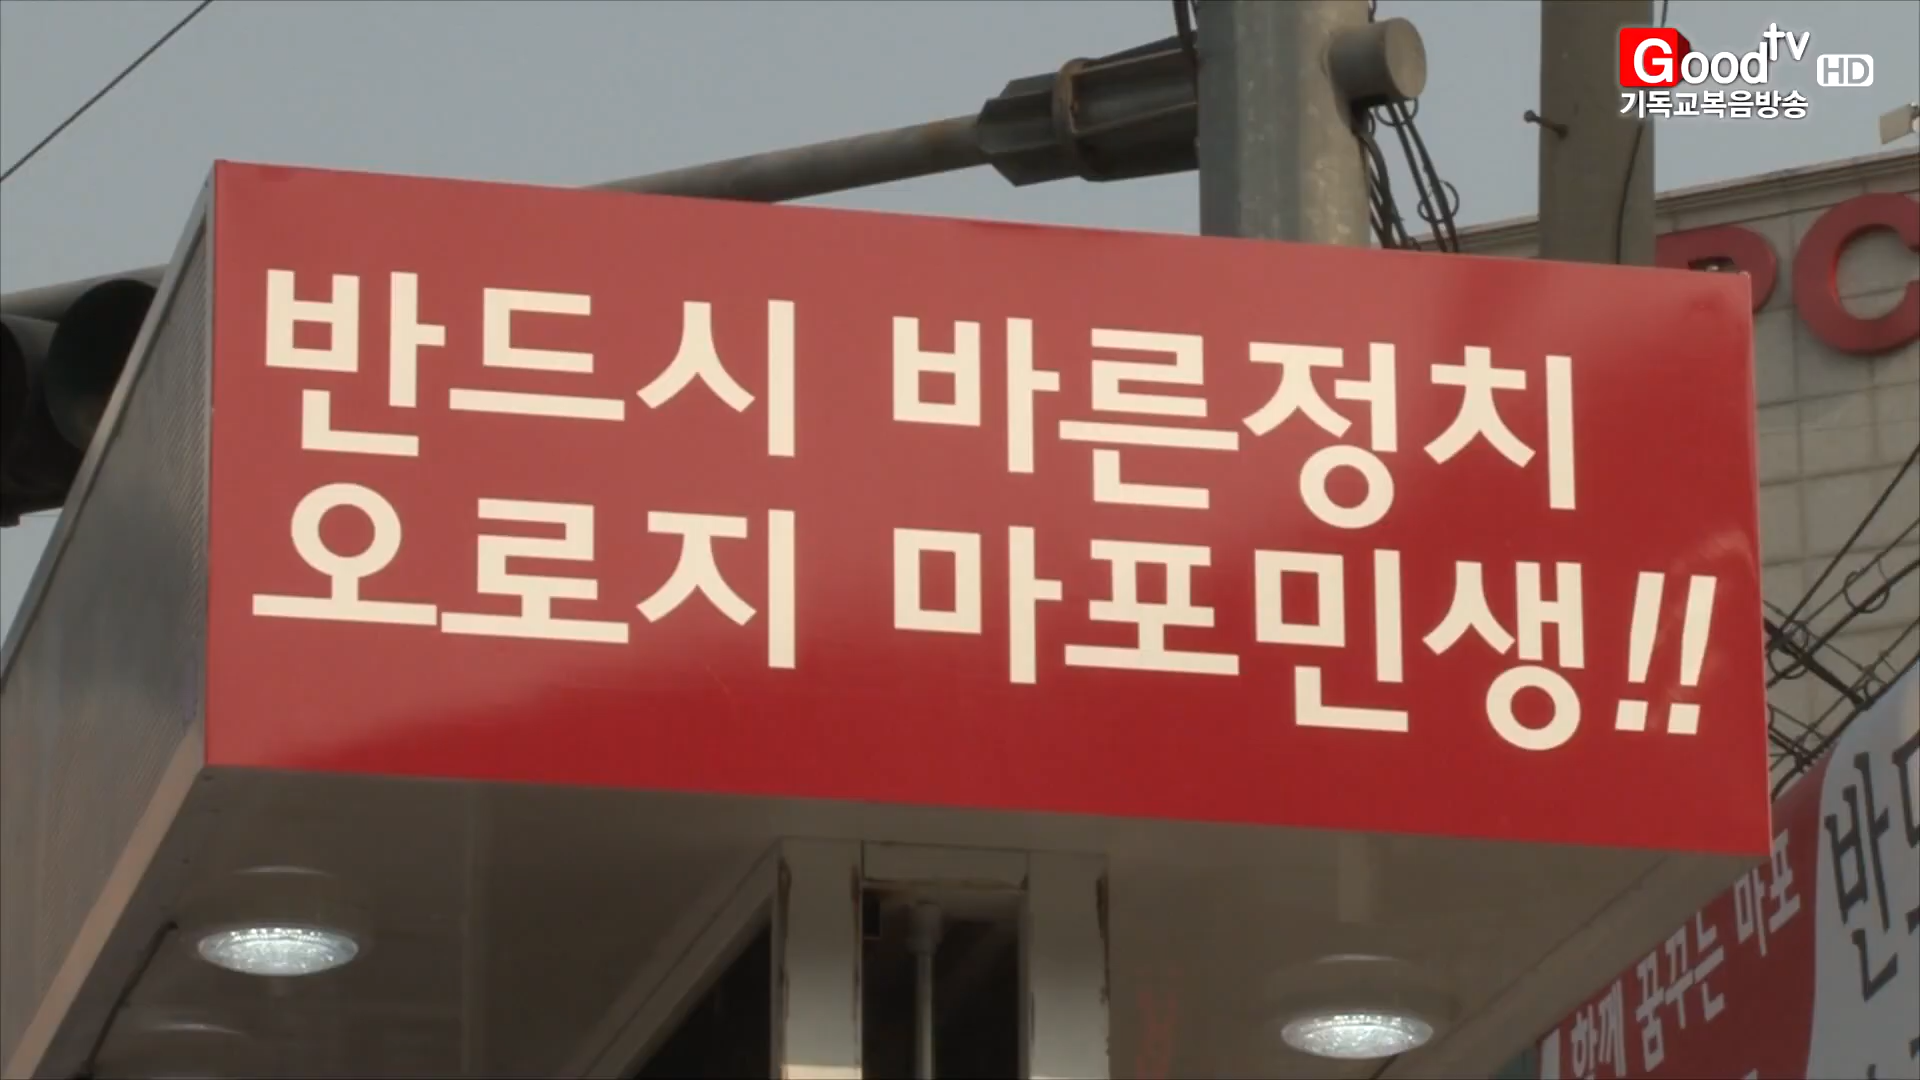 Goodtv HD
기독교복음방송
반드시 바른정치
오로지 마포민생!!
PC
함께 꿈꾸는 마포
반